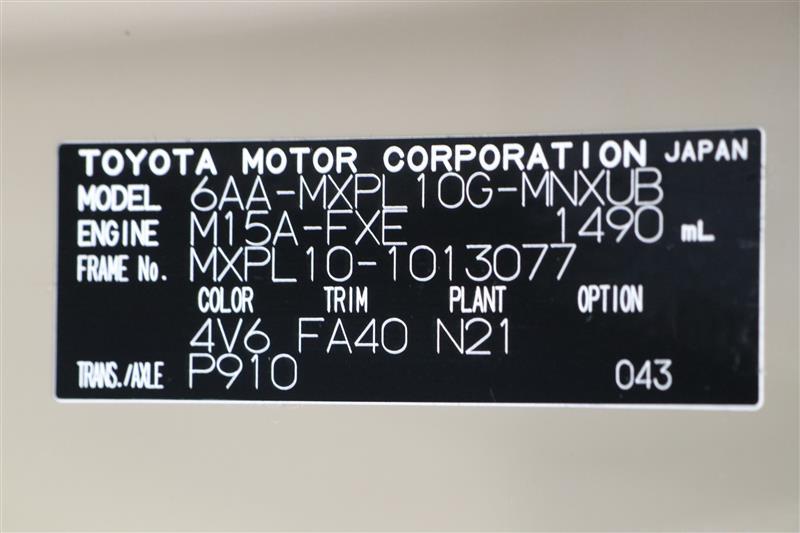 TOYOTA MOTOR CORPORATION JAPAN
MODEL 6AA-MXPL10G-MNXUB
ENGINE M15A-FXE 1490 mL
FRAME No. MXPL10-1013077
COLOR TRIM PLANT OPTION
4V6 FA40 N21
TRANS./AXLE P910 043